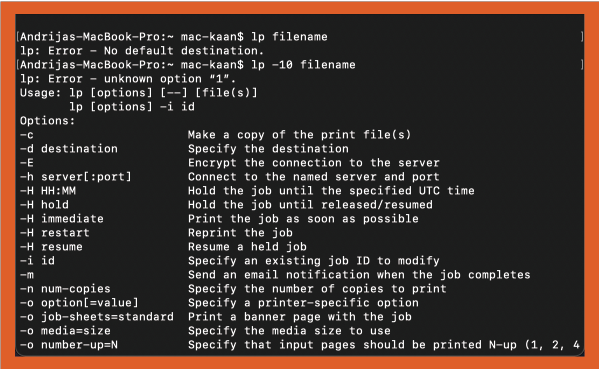 [Andrijas-MacBook-Pro:~ mac-kaan$ lp filename ]
lp: Error - No default destination.
[Andrijas-MacBook-Pro:~ mac-kaan$ lp -10 filename ]
lp: Error - unknown option “1”.
Usage: lp [options] [--] [file(s)]
lp [options] -i id
Options:
-c Make a copy of the print file(s)
-d destination Specify the destination
-E Encrypt the connection to the server
-h server[:port] Connect to the named server and port
-H HH:MM Hold the job until the specified UTC time
-H hold Hold the job until released/resumed
-H immediate Print the job as soon as possible
-H restart Reprint the job
-H resume Resume a held job
-i id Specify an existing job ID to modify
-m Send an email notification when the job completes
-n num-copies Specify the number of copies to print
-o option[=value] Specify a printer-specific option
-o job-sheets=standard Print a banner page with the job
-o media=size Specify the media size to use
-o number-up=N Specify that input pages should be printed N-up (1, 2, 4